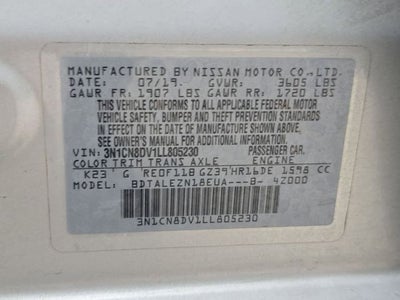 MANUFACTURED BY NISSAN MOTOR CO., LTD.
DATE: 07/19 GVWR: 3605 LBS
GAWR FR: 1907 LBS GAWR RR: 1720 LBS
THIS VEHICLE CONFORMS TO ALL APPLICABLE FEDERAL MOTOR
VEHICLE SAFETY, BUMPER, AND THEFT PREVENTION STANDARDS
IN EFFECT ON THE DATE OF MANUFACTURE SHOWN ABOVE.
SEE OWNER'S MANUAL FOR ADDITIONAL INFORMATION.
VIN: 3N1CN8DV1LL805230 PASSENGER CAR
COLOR TRIM TRANS AXLE ENGINE
K23 G RE0F11B GZ39 HR16DE 1598 CC
MODEL BDTALEZN18EUA---B- 4Z000
3N1CN8DV1LL805230